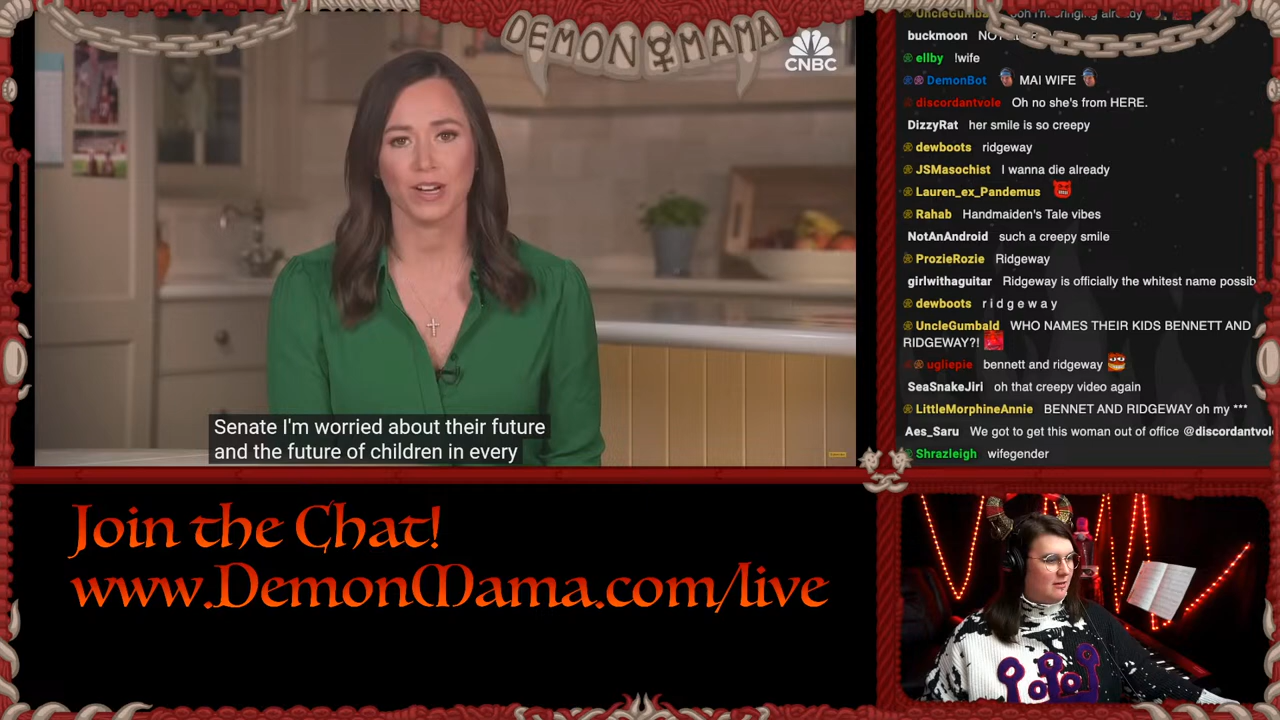 DEMON MAMA
CNBC
UncleGumba
buckmoon NO
ellby !wife
DemonBot MAI WIFE
discordantvole Oh no she's from HERE.
DizzyRat her smile is so creepy
dewboots ridgeway
JSMasochist I wanna die already
Lauren_ex_Pandemus
Rahab Handmaiden's Tale vibes
NotAnAndroid such a creepy smile
ProzieRozie Ridgeway
girlwithaguitar Ridgeway is officially the whitest name possib
dewboots r i d g e w a y
UncleGumbald WHO NAMES THEIR KIDS BENNETT AND
RIDGEWAY?!
ugliepie bennett and ridgeway
SeaSnakeJiri oh that creepy video again
LittleMorphineAnnie BENNET AND RIDGEWAY oh my ***
Aes_Saru We got to get this woman out of office @discordantvol
Shrazleigh wifegender
Senate I'm worried about their future
and the future of children in every
Join the Chat!
www.DemonMama.com/live